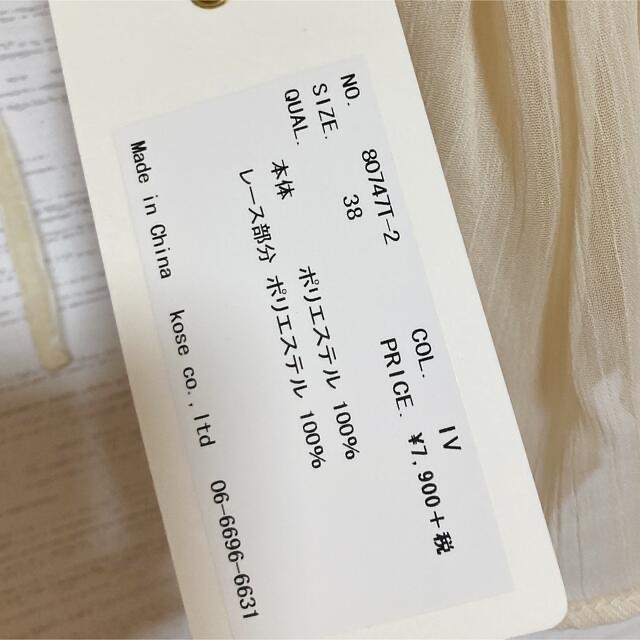 NO. 80747T-2 COL. IV
SIZE. 38 PRICE. ¥7,900+税
QUAL.
本体 ポリエステル 100%
レース部分 ポリエステル 100%
Made in China kose co.,ltd 06-6696-6631